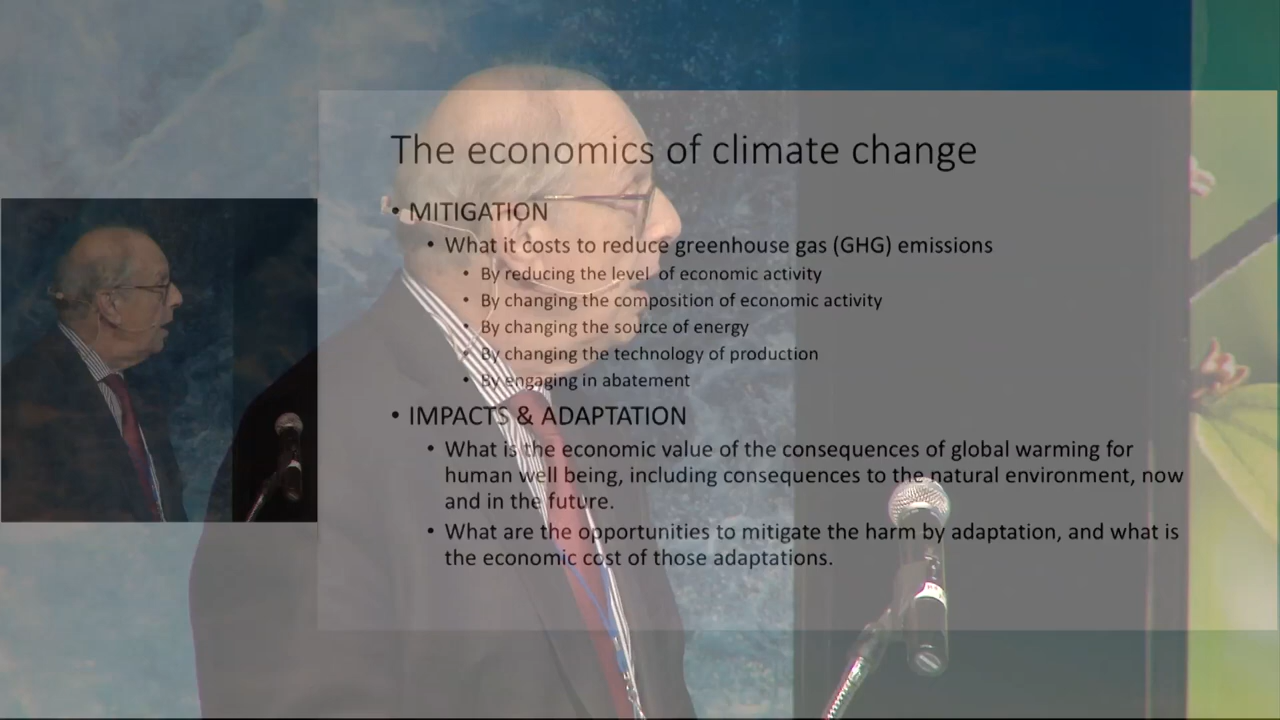 The economics of climate change
• MITIGATION
• What it costs to reduce greenhouse gas (GHG) emissions
• By reducing the level of economic activity
• By changing the composition of economic activity
• By changing the source of energy
• By changing the technology of production
• By engaging in abatement
• IMPACTS & ADAPTATION
• What is the economic value of the consequences of global warming for
human well being, including consequences to the natural environment, now
and in the future.
• What are the opportunities to mitigate the harm by adaptation, and what is
the economic cost of those adaptations.